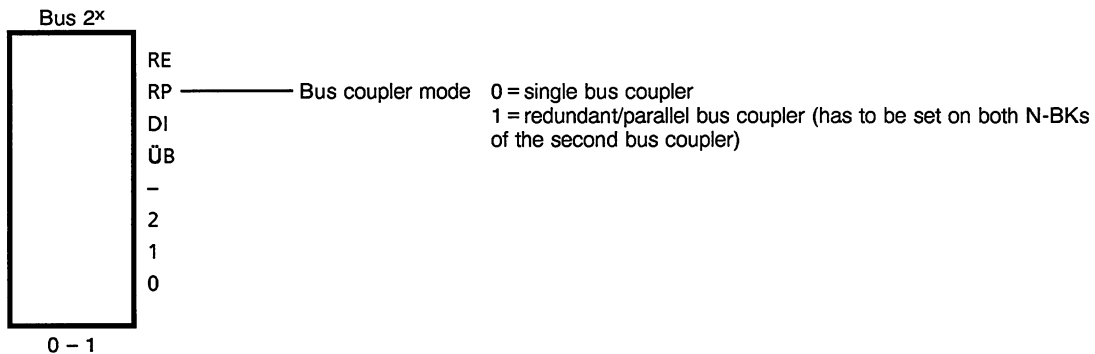 Bus 2ˣ
RE
RP Bus coupler mode 0 = single bus coupler
1 = redundant/parallel bus coupler (has to be set on both N-BKs
of the second bus coupler)
DI
ÜB
–
2
1
0
0 – 1